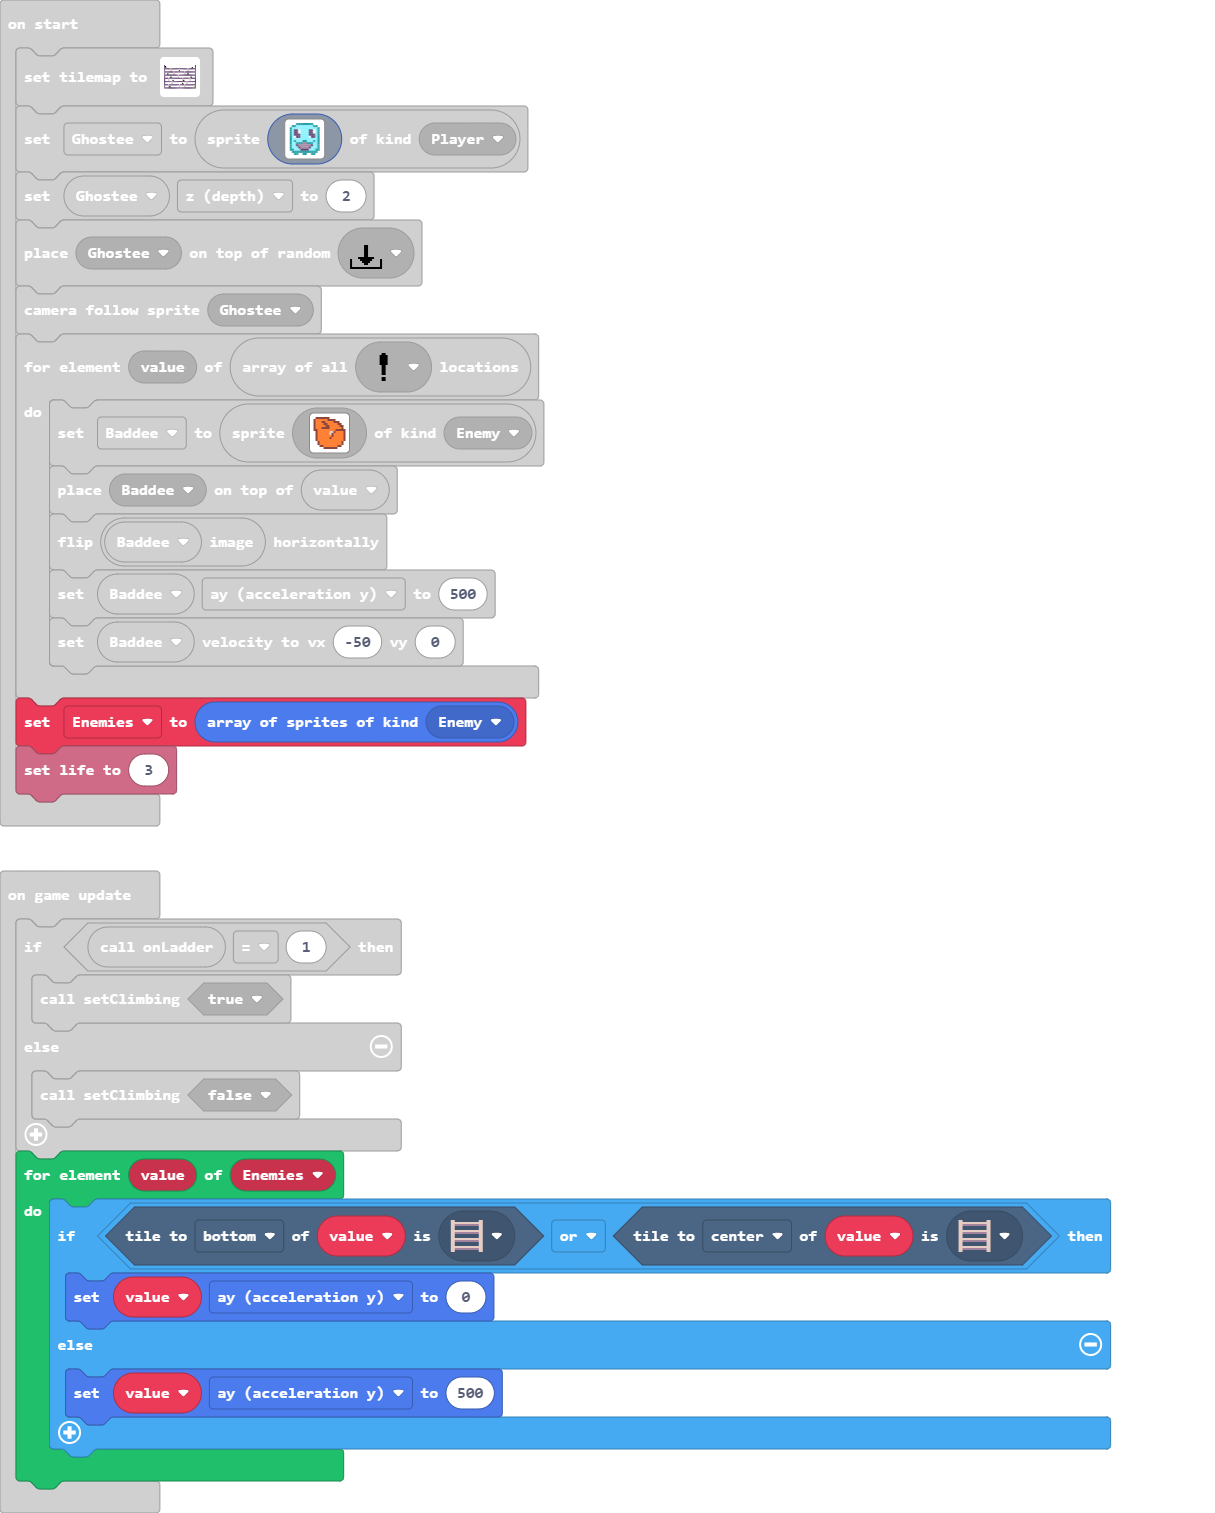 on start
set tilemap to
set Ghostee to sprite of kind Player
set Ghostee z (depth) to 2
place Ghostee on top of random
camera follow sprite Ghostee
for element value of array of all locations
do
set Baddee to sprite of kind Enemy
place Baddee on top of value
flip Baddee image horizontally
set Baddee ay (acceleration y) to 500
set Baddee velocity to vx -50 vy 0
set Enemies to array of sprites of kind Enemy
set life to 3
on game update
if call onLadder = 1 then
call setClimbing true
else
call setClimbing false
for element value of Enemies
do
if tile to bottom of value is or tile to center of value is then
set value ay (acceleration y) to 0
else
set value ay (acceleration y) to 500